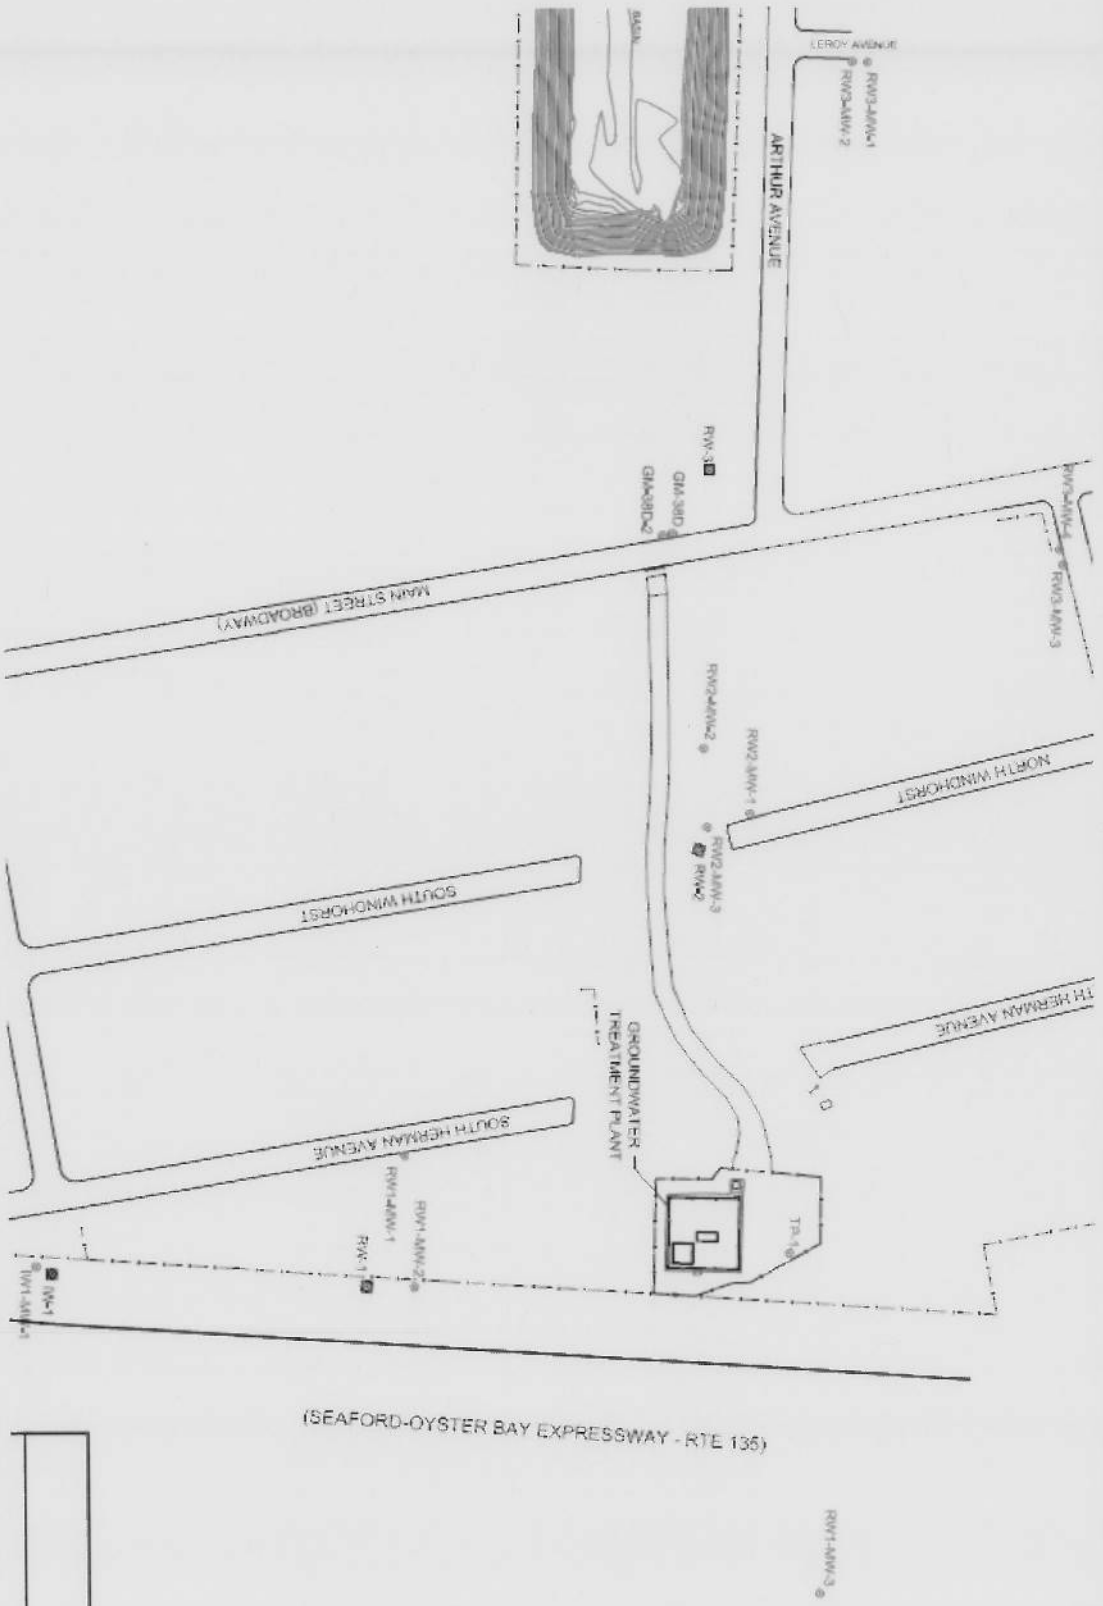 BASIN
LEROY AVENUE
RW3-MW-1
RW3-MW-2
ARTHUR AVENUE
RW-3
GM-38D
GM-38D-2
RW3-MW-4
RW3-MW-3
MAIN STREET (BROADWAY)
RW2-MW-2
RW2-MW-1
NORTH WINDHORST
RW2-MW-3
RW-2
SOUTH WINDHORST
TH HERMAN AVENUE
GROUNDWATER
TREATMENT PLANT
SOUTH HERMAN AVENUE
RW1-MW-1
RW1-MW-2
RW-1
TP-1
IW-1
IW1-MW-1
(SEAFORD-OYSTER BAY EXPRESSWAY - RTE 135)
RW1-MW-3